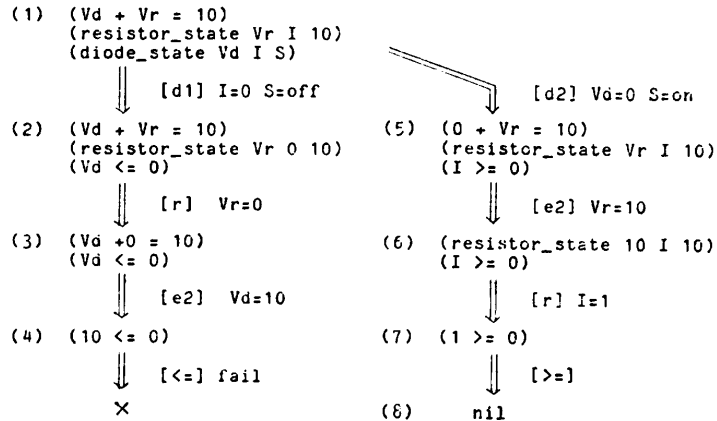 (1) (Vd + Vr = 10)
(resistor_state Vr I 10)
(diode_state Vd I S)
[d1] I=0 S=off
[d2] Vd=0 S=on
(2) (Vd + Vr = 10)
(resistor_state Vr 0 10)
(Vd <= 0)
(5) (0 + Vr = 10)
(resistor_state Vr I 10)
(I >= 0)
[r] Vr=0
[e2] Vr=10
(3) (Vd +0 = 10)
(Vd <= 0)
(6) (resistor_state 10 I 10)
(I >= 0)
[e2] Vd=10
[r] I=1
(4) (10 <= 0)
(7) (1 >= 0)
[<=] fail
[>=]
×
(8) nil